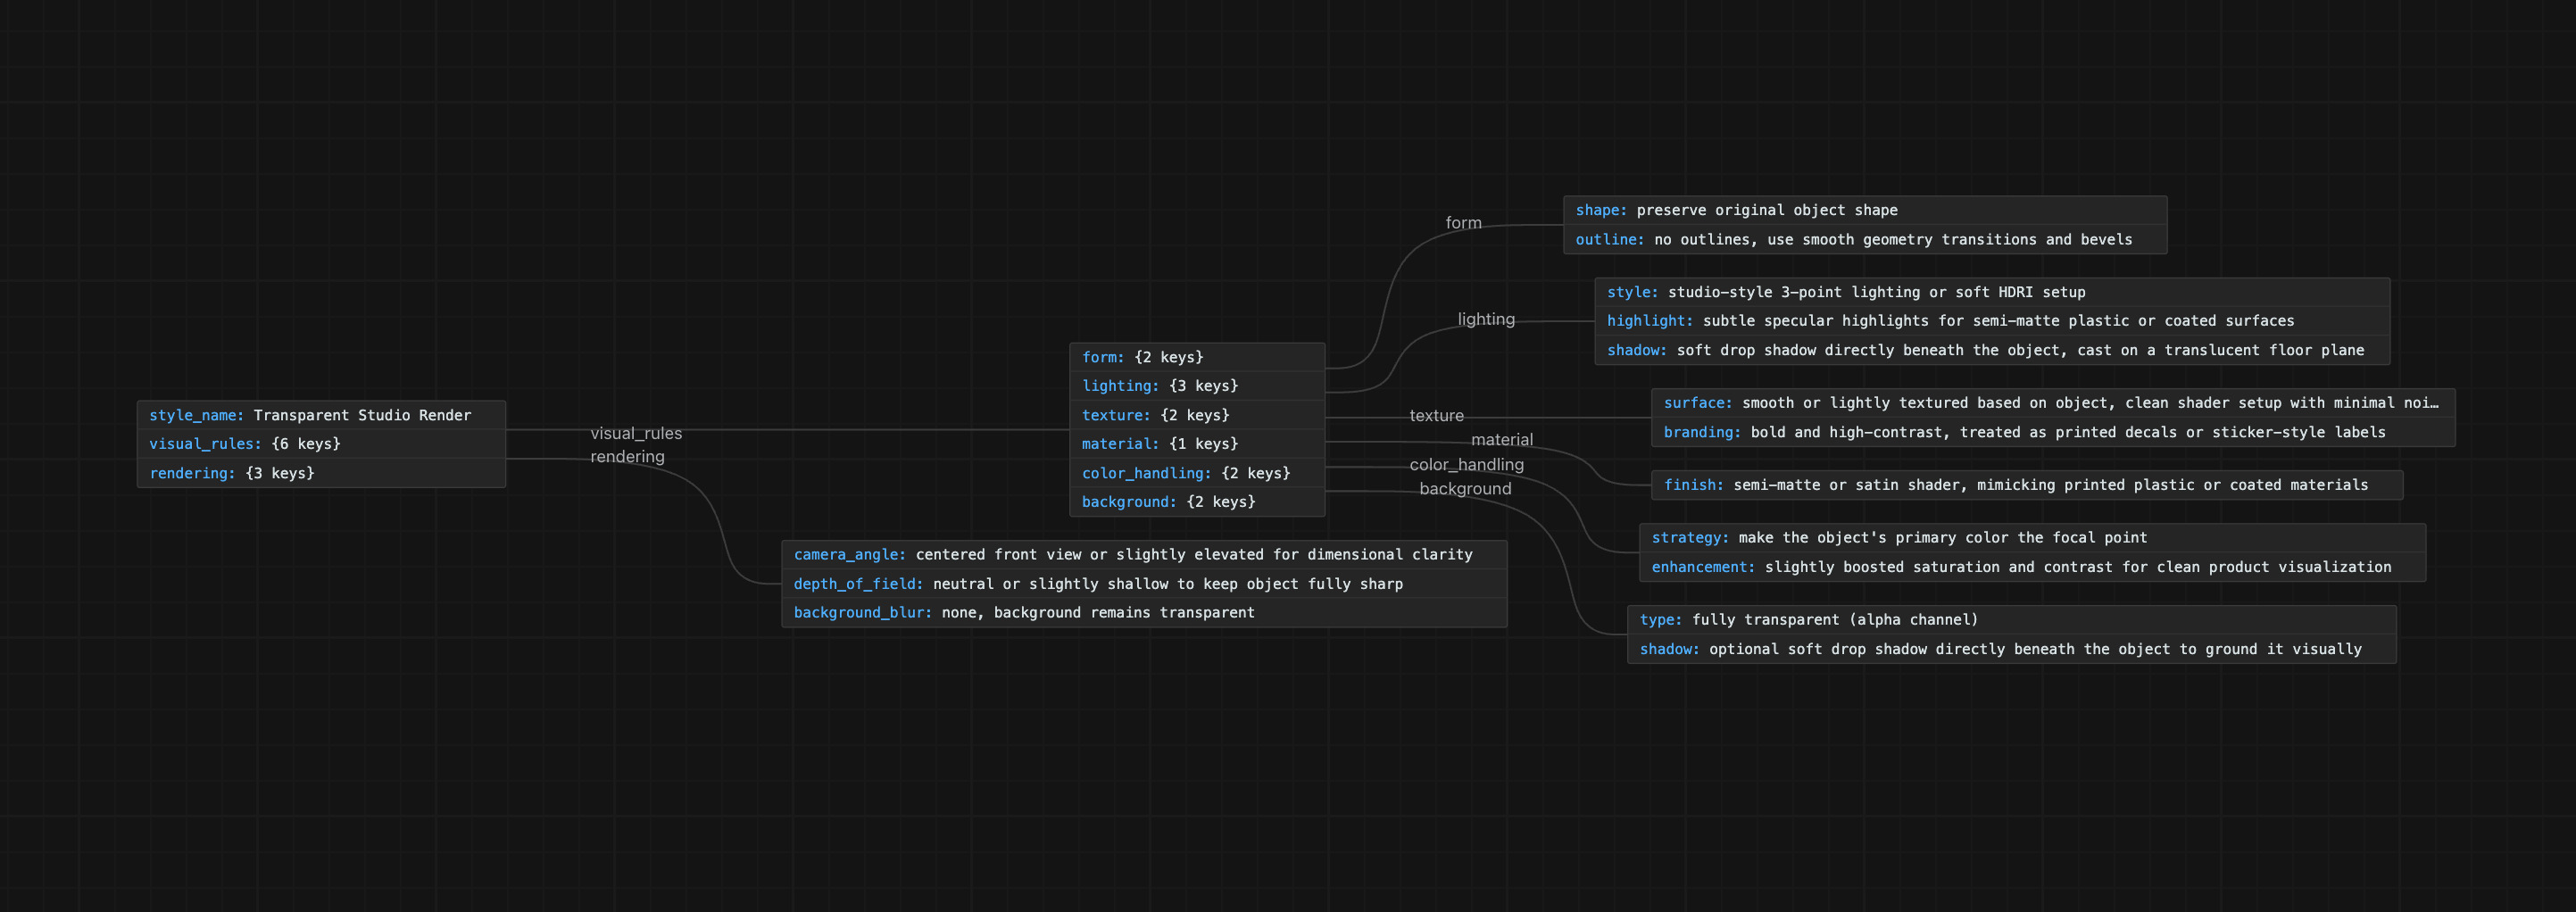 style_name: Transparent Studio Render
visual_rules: {6 keys}
rendering: {3 keys}
visual_rules
rendering
form: {2 keys}
lighting: {3 keys}
texture: {2 keys}
material: {1 keys}
color_handling: {2 keys}
background: {2 keys}
camera_angle: centered front view or slightly elevated for dimensional clarity
depth_of_field: neutral or slightly shallow to keep object fully sharp
background_blur: none, background remains transparent
form
shape: preserve original object shape
outline: no outlines, use smooth geometry transitions and bevels
lighting
style: studio-style 3-point lighting or soft HDRI setup
highlight: subtle specular highlights for semi-matte plastic or coated surfaces
shadow: soft drop shadow directly beneath the object, cast on a translucent floor plane
texture
surface: smooth or lightly textured based on object, clean shader setup with minimal noi…
branding: bold and high-contrast, treated as printed decals or sticker-style labels
material
finish: semi-matte or satin shader, mimicking printed plastic or coated materials
color_handling
strategy: make the object's primary color the focal point
enhancement: slightly boosted saturation and contrast for clean product visualization
background
type: fully transparent (alpha channel)
shadow: optional soft drop shadow directly beneath the object to ground it visually